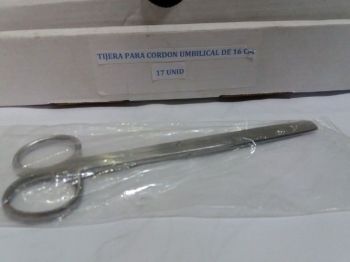 TIJERA PARA CORDON UMBILICAL DE 16 CM
17 UNID